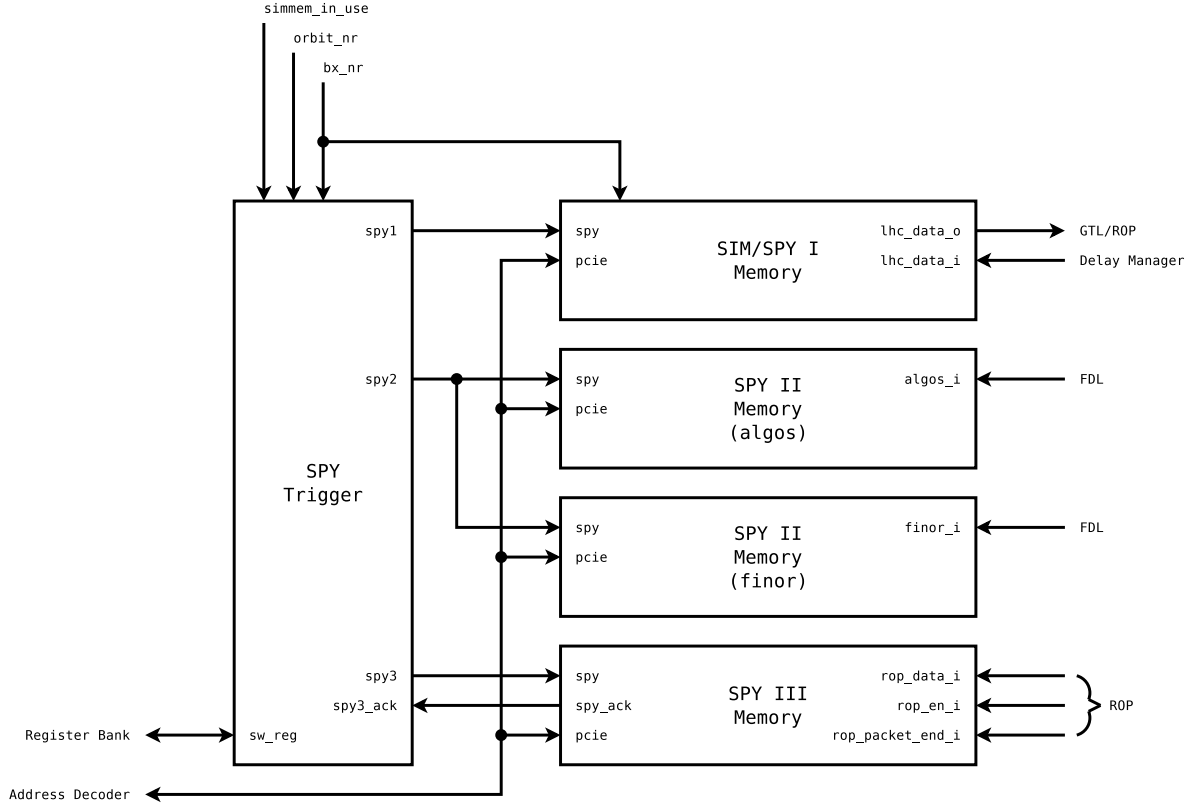 simmem_in_use
orbit_nr
bx_nr
spy1
spy
SIM/SPY I
Memory
lhc_data_o
GTL/ROP
pcie
lhc_data_i
Delay Manager
spy2
spy
SPY II
Memory
(algos)
algos_i
FDL
pcie
SPY
Trigger
spy
SPY II
Memory
(finor)
finor_i
FDL
pcie
spy3
spy
SPY III
Memory
rop_data_i
spy3_ack
spy_ack
rop_en_i
ROP
Register Bank
sw_reg
pcie
rop_packet_end_i
Address Decoder